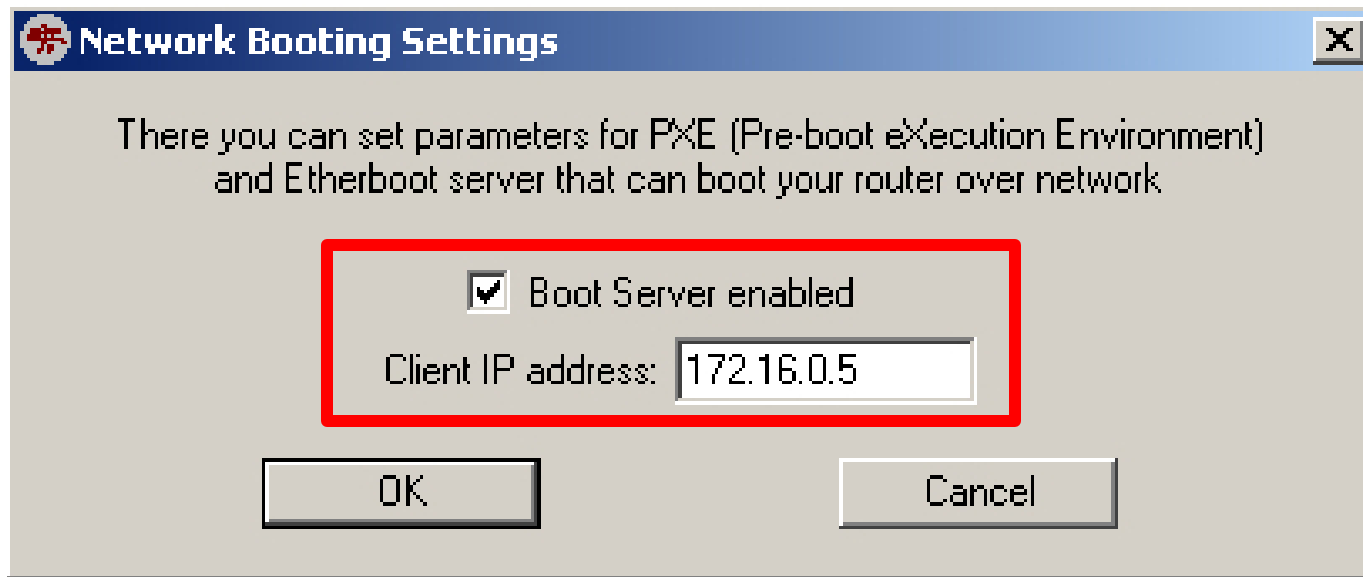 Network Booting Settings
There you can set parameters for PXE (Pre-boot eXecution Environment)
and Etherboot server that can boot your router over network
Boot Server enabled
Client IP address: 172.16.0.5
OK Cancel